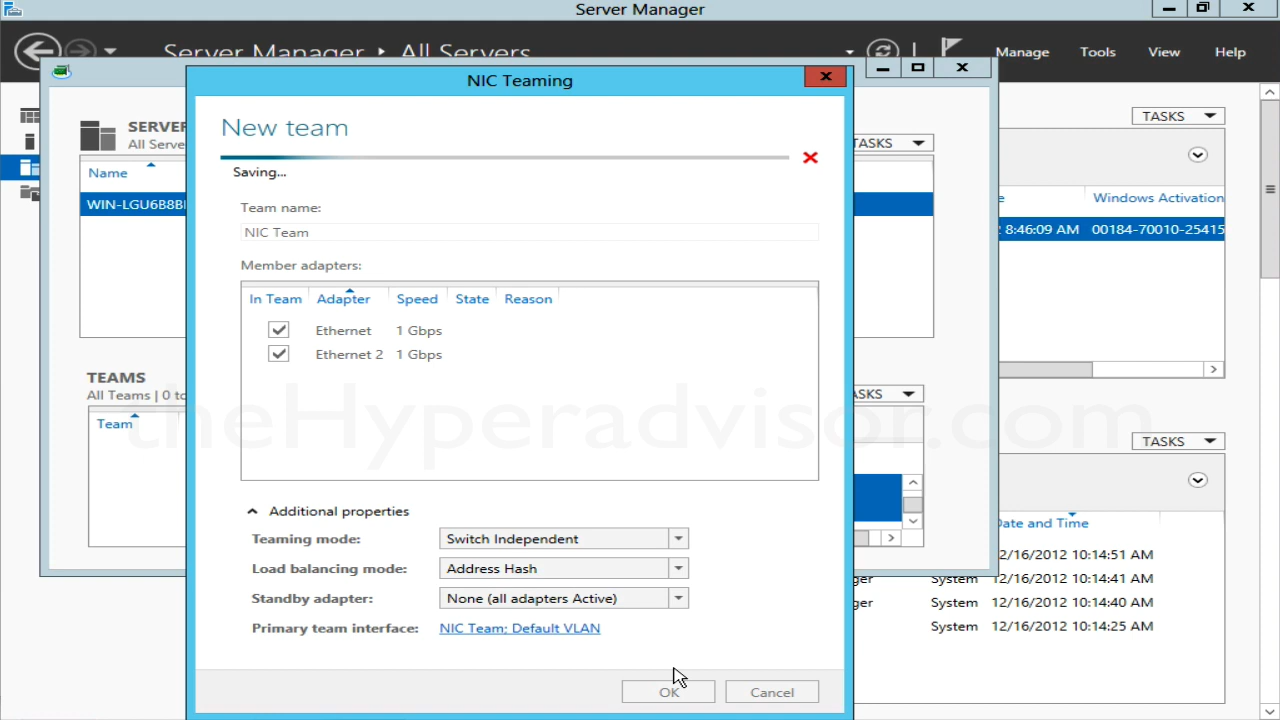 Server Manager
Server Manager ‣ All Servers
Manage Tools View Help
NIC Teaming
New team
Saving...
Team name:
NIC Team
Member adapters:
In Team Adapter Speed State Reason
Ethernet 1 Gbps
Ethernet 2 1 Gbps
Additional properties
Teaming mode: Switch Independent
Load balancing mode: Address Hash
Standby adapter: None (all adapters Active)
Primary team interface: NIC Team; Default VLAN
OK Cancel
SERVER
All Serve
TASKS
Name
WIN-LGU6B8B
TEAMS
All Teams | 0 to
ASKS
Team
theHyperadvisor.com
TASKS
e Windows Activation
2 8:46:09 AM 00184-70010-25415
TASKS
Date and Time
12/16/2012 10:14:51 AM
ger System 12/16/2012 10:14:41 AM
ger System 12/16/2012 10:14:40 AM
System 12/16/2012 10:14:25 AM